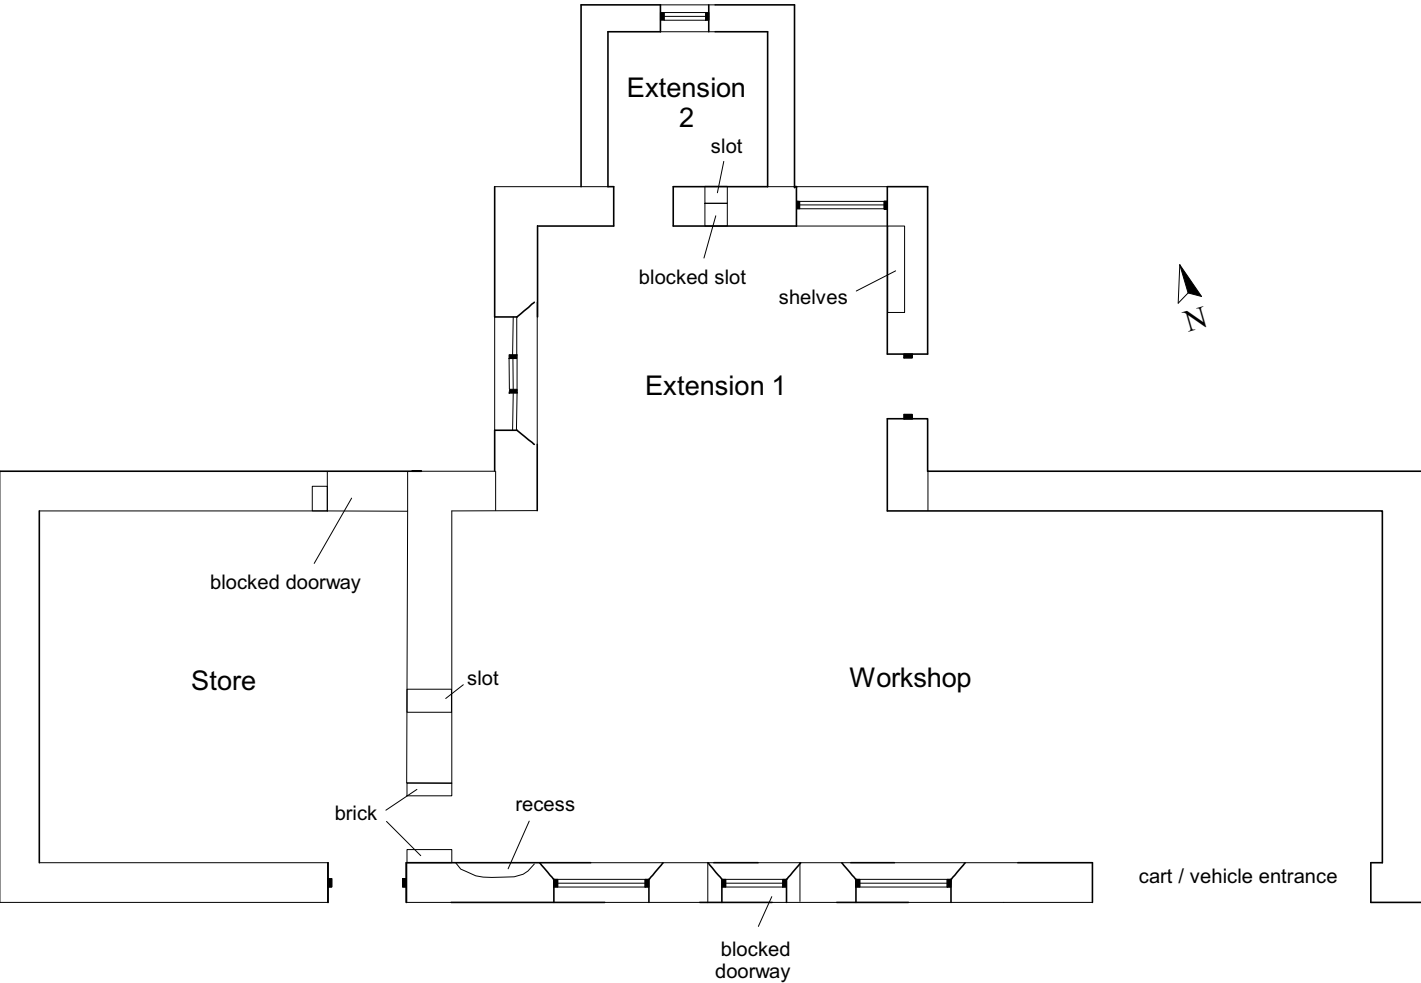 Extension
2
slot
blocked slot
shelves
N
Extension 1
blocked doorway
Store
slot
Workshop
brick
recess
cart / vehicle entrance
blocked
doorway